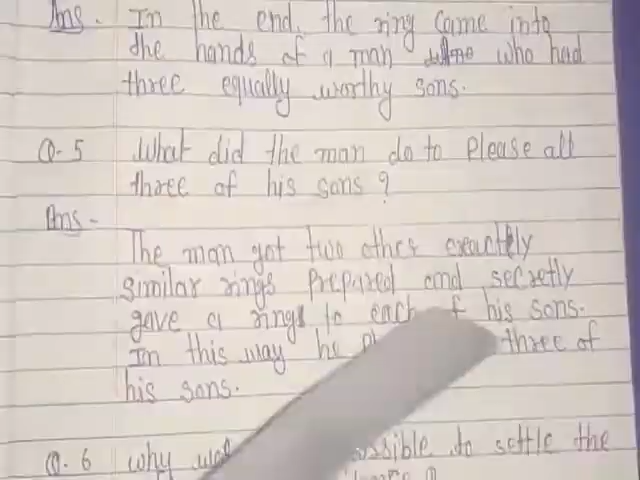 Ans. In the end, the ring came into
the hands of a man who had
three equally worthy sons.
Q.5 What did the man do to Please all
three of his sons?
Ans-
The man got two other exactly
similar rings Prepared and secretly
gave a rings to each of his sons.
In this way he three of
his sons.
Q.6 Why to settle the